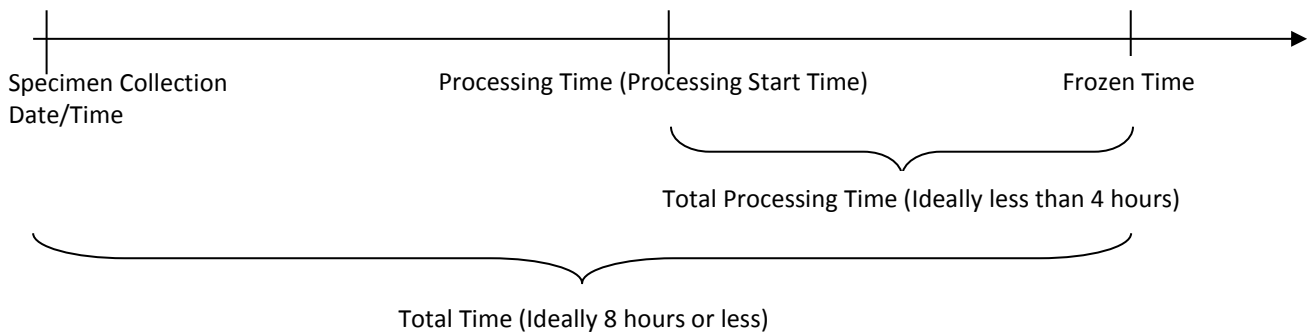 Specimen Collection
Date/Time
Processing Time (Processing Start Time)
Frozen Time
Total Processing Time (Ideally less than 4 hours)
Total Time (Ideally 8 hours or less)